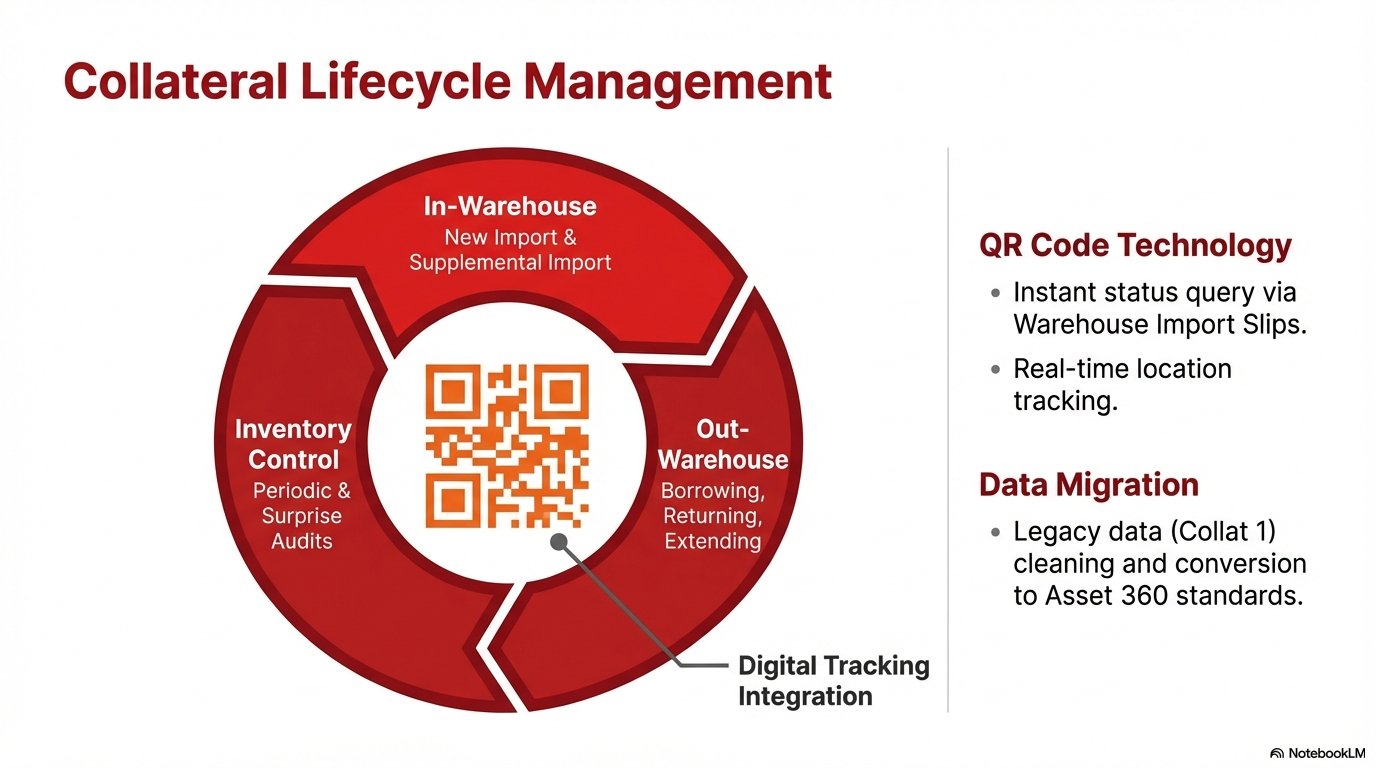 Collateral Lifecycle Management
In-Warehouse
New Import &
Supplemental Import
Inventory
Control
Periodic &
Surprise
Audits
Out-
Warehouse
Borrowing,
Returning,
Extending
Digital Tracking
Integration
QR Code Technology
• Instant status query via
Warehouse Import Slips.
• Real-time location
tracking.
Data Migration
• Legacy data (Collat 1)
cleaning and conversion
to Asset 360 standards.
NotebookLM